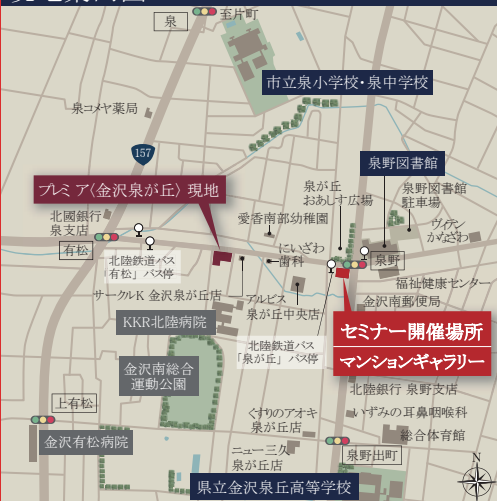 泉
至片町
市立泉小学校・泉中学校
泉コメヤ薬局
157
泉野図書館
プレミア〈金沢泉が丘〉現地
泉が丘
おあしす広場
泉野図書館
駐車場
北國銀行
泉支店
愛香南部幼稚園
ヴィテン
かなざわ
有松
北陸鉄道バス
「有松」バス停
にいざわ
歯科
泉野
福祉健康センター
サークルK 金沢泉が丘店
アルビス
泉が丘中央店
金沢南郵便局
KKR北陸病院
北陸鉄道バス
「泉が丘」バス停
セミナー開催場所
マンションギャラリー
金沢南総合
運動公園
北陸銀行 泉野支店
上有松
くすりのアオキ
泉が丘店
いずみの耳鼻咽喉科
総合体育館
金沢有松病院
ニュー三久
泉が丘店
泉野出町
N
県立金沢泉丘高等学校